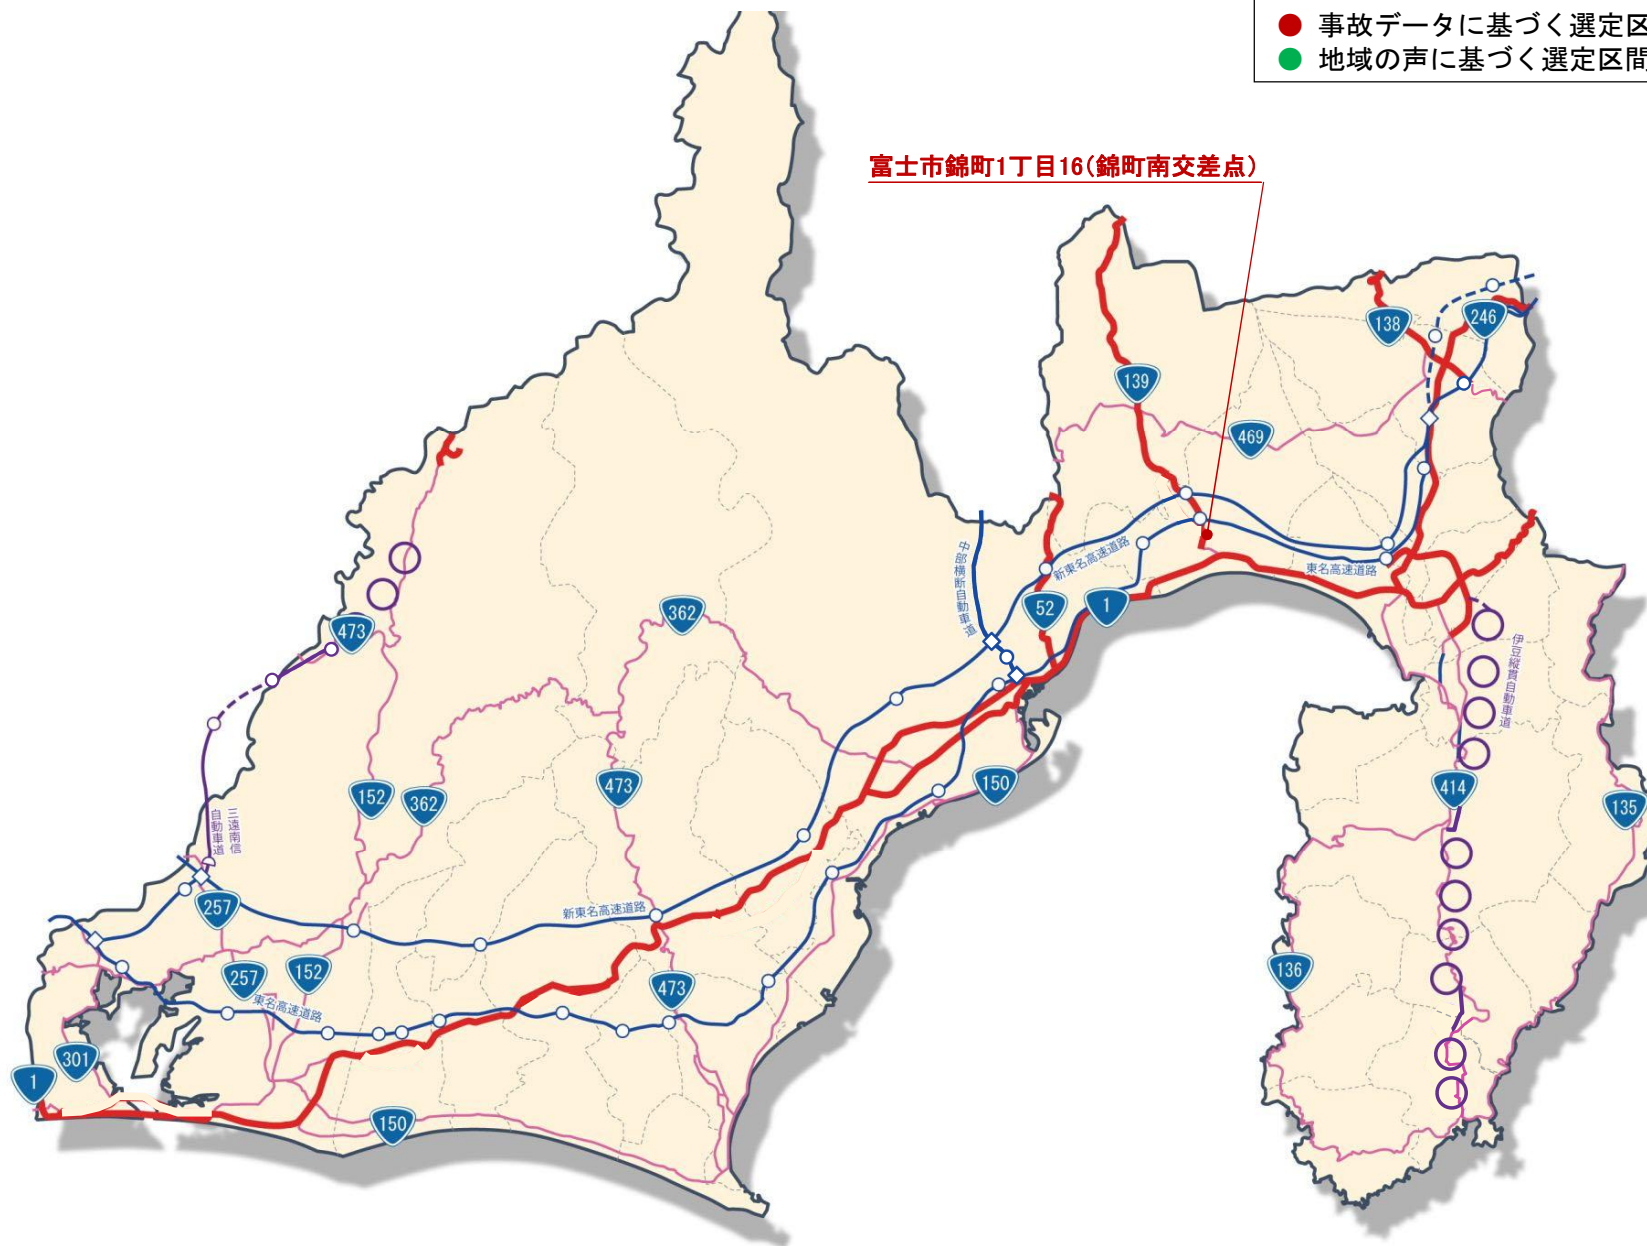 事故データに基づく選定区
地域の声に基づく選定区間
富士市錦町1丁目16(錦町南交差点)
138
246
139
469
中部横断自動車道
新東名高速道路
東名高速道路
52
1
362
473
伊豆縦貫自動車道
152
362
473
150
414
135
三遠南信
自動車道
257
新東名高速道路
257
152
東名高速道路
473
136
301
1
150